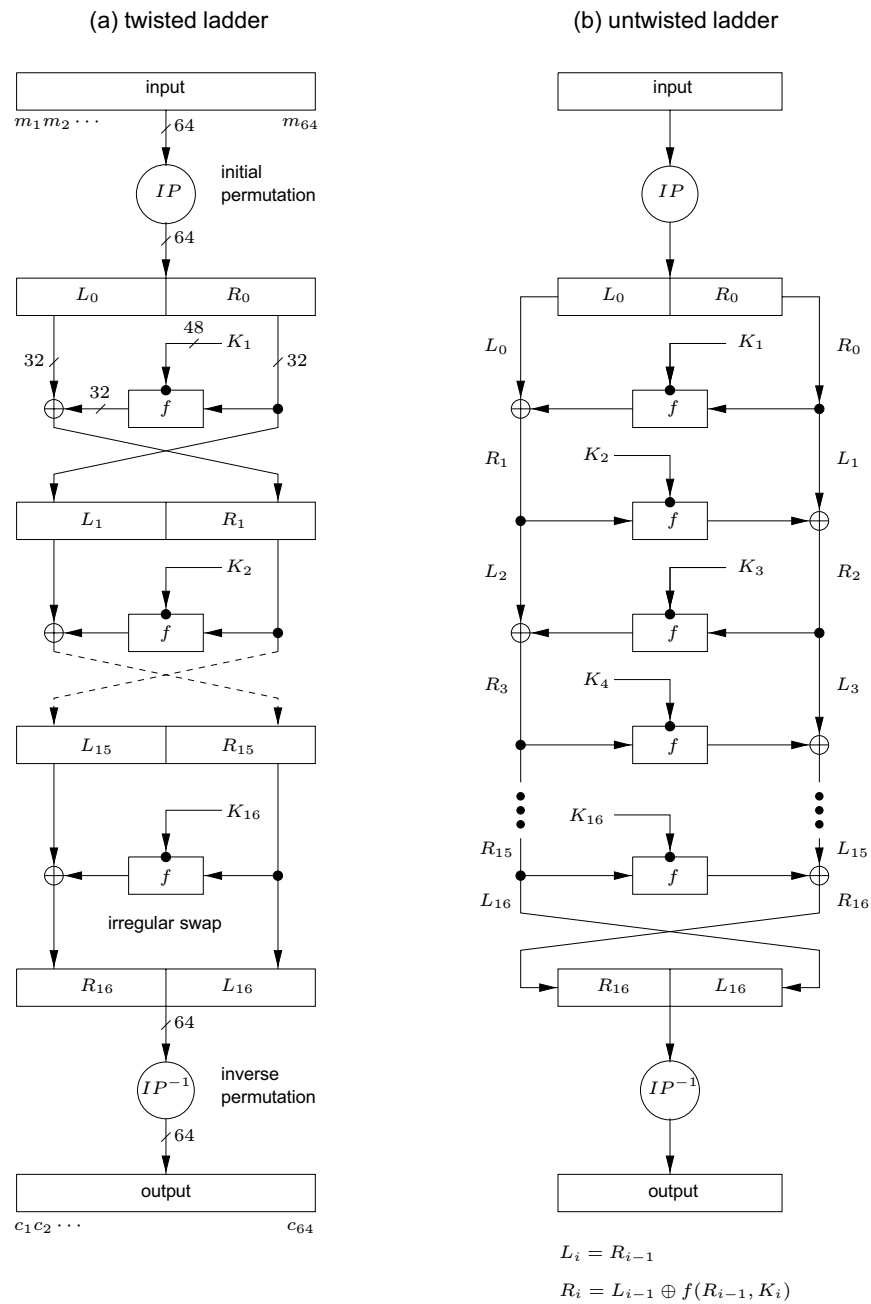 (a) twisted ladder
input
m₁m₂ ⋯ m₆₄
64
IP
initial
permutation
64
L₀ R₀
48
K₁
32 32
32
f
L₁ R₁
K₂
f
L₁₅ R₁₅
K₁₆
f
irregular swap
R₁₆ L₁₆
64
IP⁻¹
inverse
permutation
64
output
c₁c₂ ⋯ c₆₄
(b) untwisted ladder
input
IP
L₀ R₀
L₀ K₁ R₀
f
R₁ K₂ L₁
f
L₂ K₃ R₂
f
R₃ K₄ L₃
f
K₁₆
R₁₅ L₁₅
f
L₁₆ R₁₆
R₁₆ L₁₆
IP⁻¹
output
Lᵢ = Rᵢ₋₁
Rᵢ = Lᵢ₋₁ ⊕ f(Rᵢ₋₁, Kᵢ)